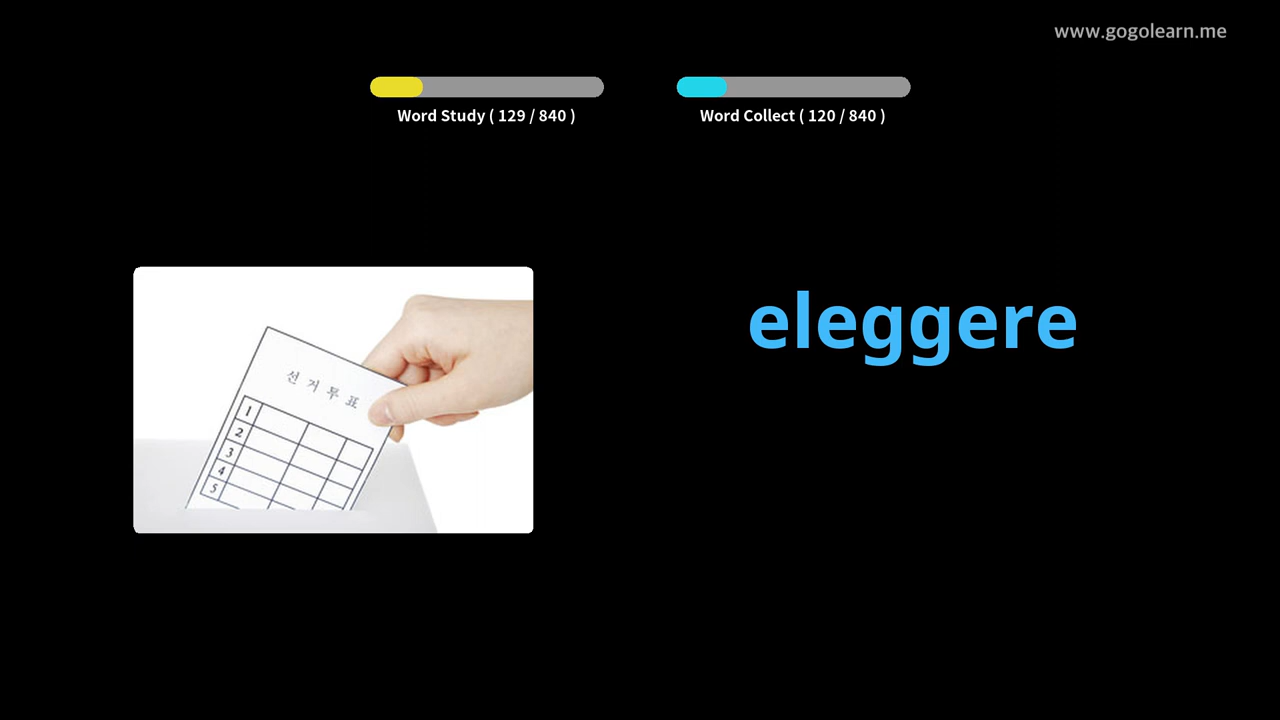 www.gogolearn.me
Word Study ( 129 / 840 )
Word Collect ( 120 / 840 )
eleggere
선거투표
1
2
3
4
5